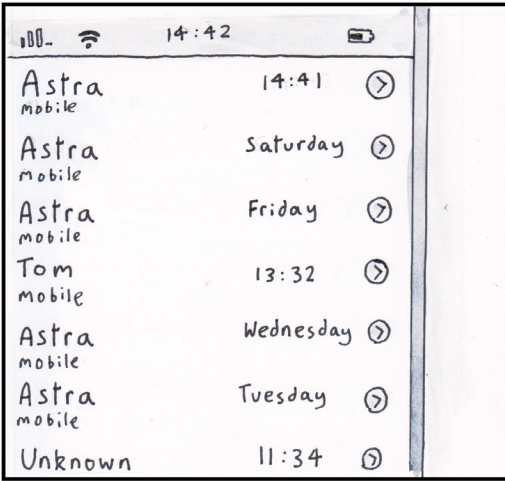 14:42
Astra 14:41
mobile
Astra Saturday
mobile
Astra Friday
mobile
Tom 13:32
mobile
Astra Wednesday
mobile
Astra Tuesday
mobile
Unknown 11:34